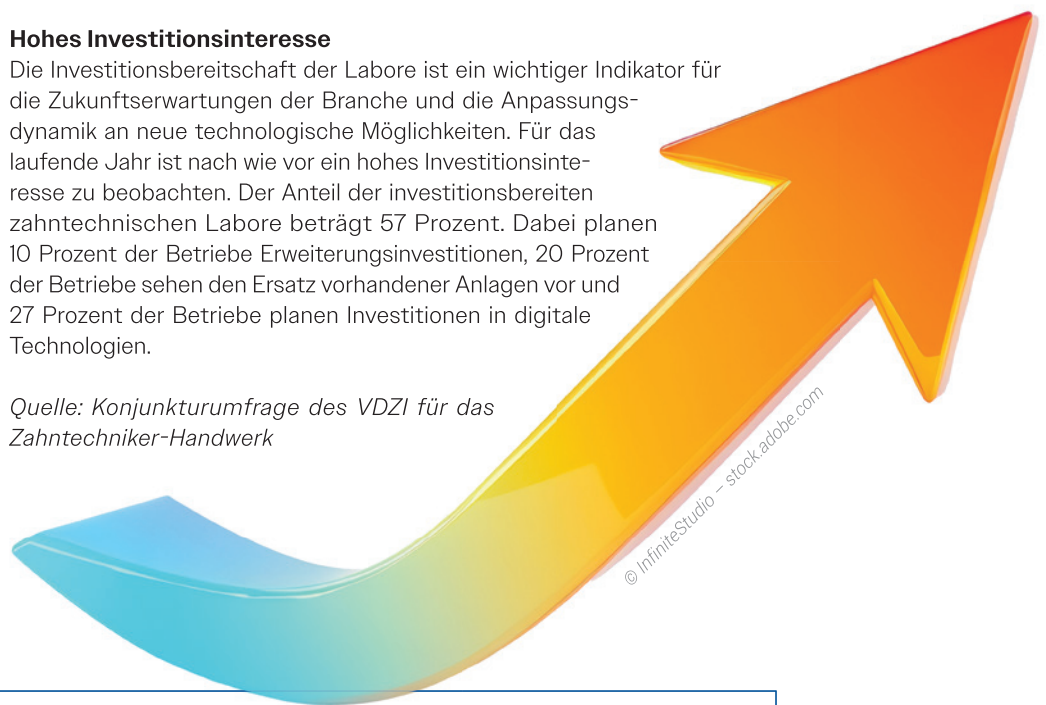 Hohes Investitionsinteresse
Die Investitionsbereitschaft der Labore ist ein wichtiger Indikator für
die Zukunftserwartungen der Branche und die Anpassungs-
dynamik an neue technologische Möglichkeiten. Für das
laufende Jahr ist nach wie vor ein hohes Investitionsinte-
resse zu beobachten. Der Anteil der investitionsbereiten
zahntechnischen Labore beträgt 57 Prozent. Dabei planen
10 Prozent der Betriebe Erweiterungsinvestitionen, 20 Prozent
der Betriebe sehen den Ersatz vorhandener Anlagen vor und
27 Prozent der Betriebe planen Investitionen in digitale
Technologien.
Quelle: Konjunkturumfrage des VDZI für das
Zahntechniker-Handwerk
© InfiniteStudio – stock.adobe.com